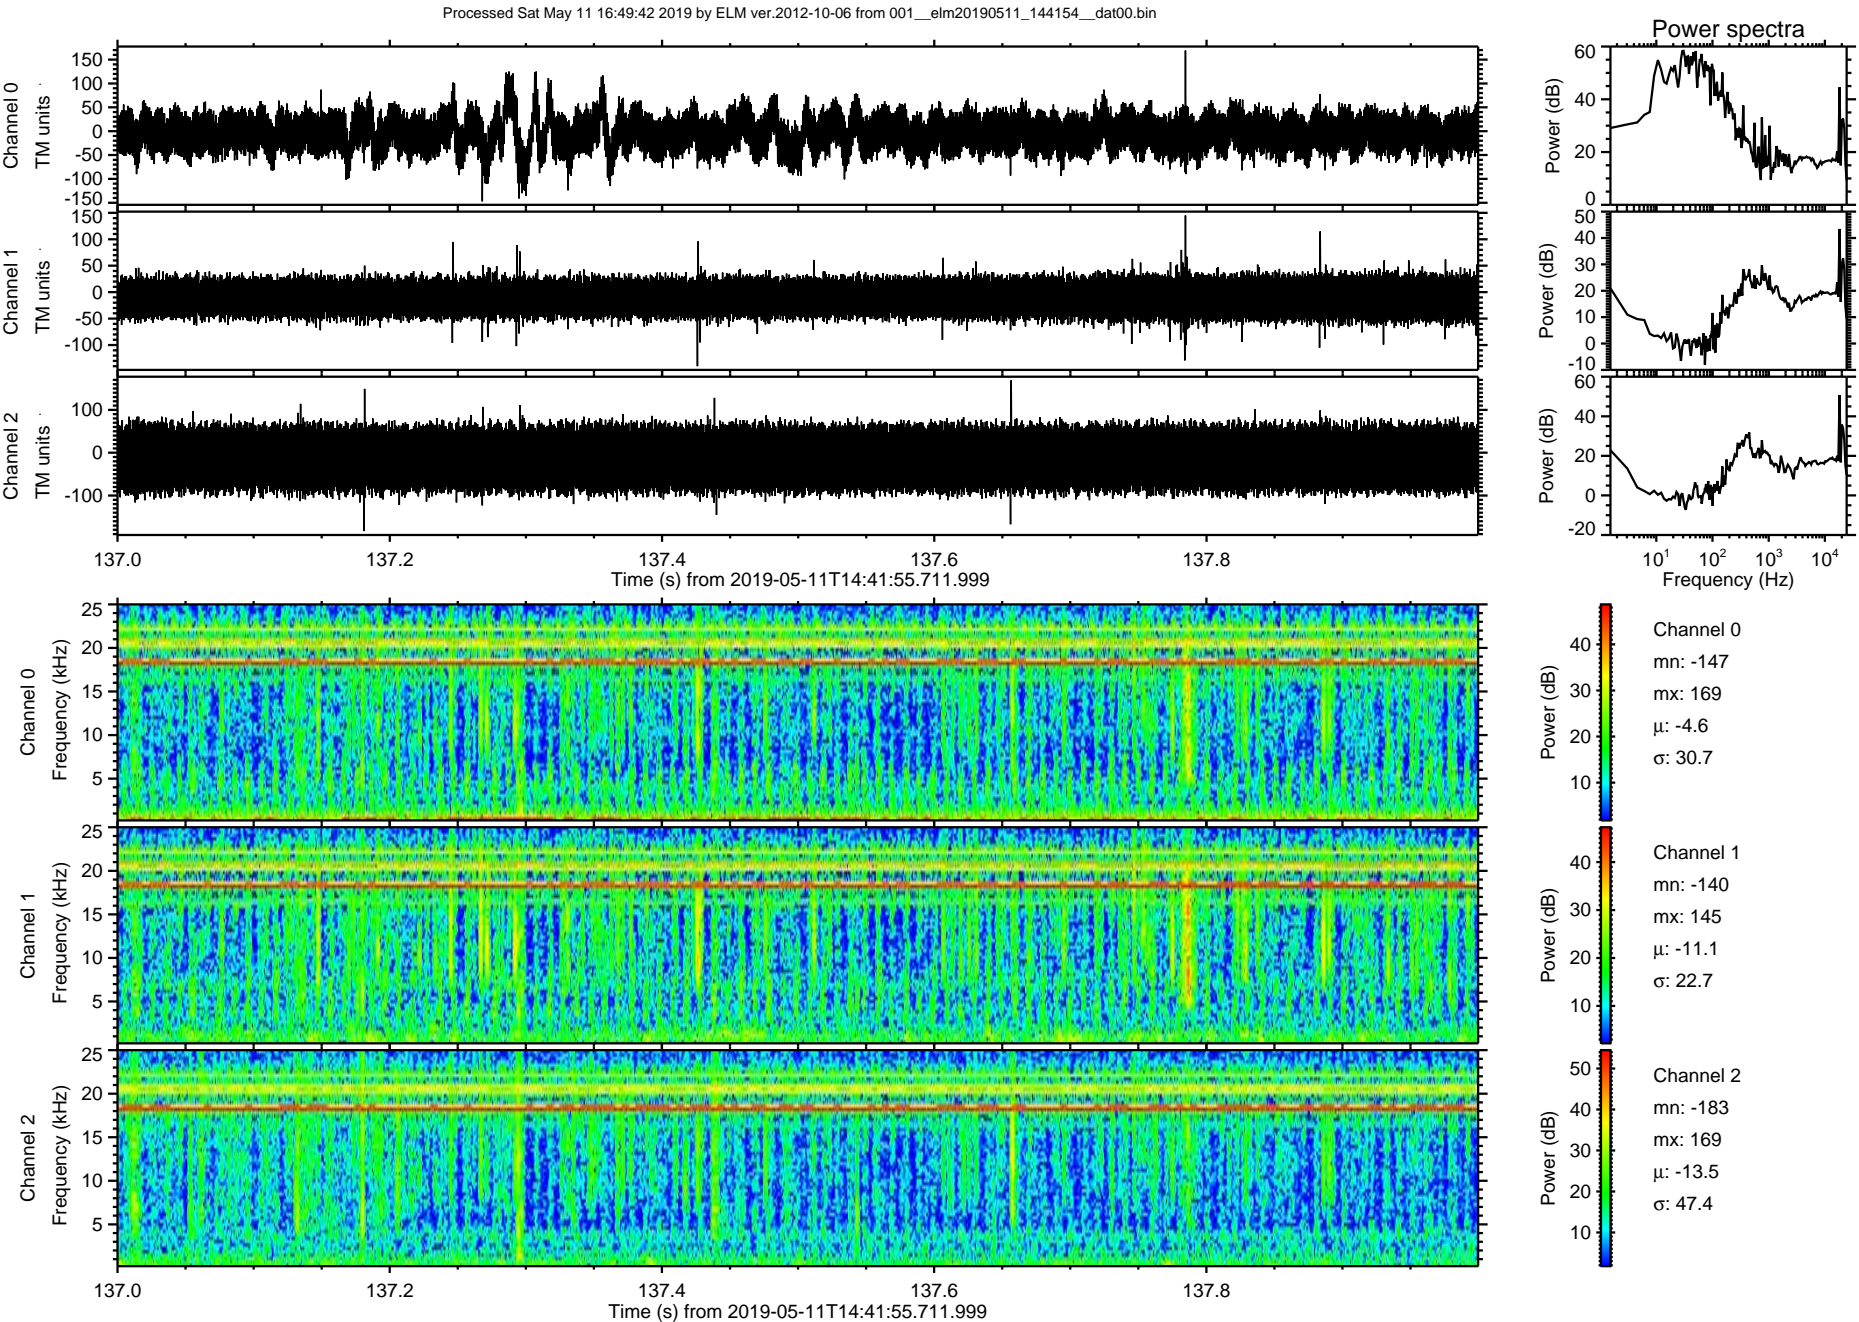 Processed Sat May 11 16:49:42 2019 by ELM ver.2012-10-06 from 001__elm20190511_144154__dat00.bin
Power spectra
Channel 0
TM units
150
100
50
0
-50
-100
-150
Power (dB)
60
40
20
0
Channel 1
TM units
150
100
50
0
-50
-100
Power (dB)
50
40
30
20
10
0
-10
Channel 2
TM units
100
0
-100
Power (dB)
60
40
20
0
-20
137.0 137.2 137.4 137.6 137.8
Time (s) from 2019-05-11T14:41:55.711.999
10^1 10^2 10^3 10^4
Frequency (Hz)
Channel 0
Frequency (kHz)
25
20
15
10
5
Power (dB)
40
30
20
10
Channel 0
mn: -147
mx: 169
μ: -4.6
σ: 30.7
Channel 1
Frequency (kHz)
25
20
15
10
5
Power (dB)
40
30
20
10
Channel 1
mn: -140
mx: 145
μ: -11.1
σ: 22.7
Channel 2
Frequency (kHz)
25
20
15
10
5
Power (dB)
50
40
30
20
10
Channel 2
mn: -183
mx: 169
μ: -13.5
σ: 47.4
137.0 137.2 137.4 137.6 137.8
Time (s) from 2019-05-11T14:41:55.711.999